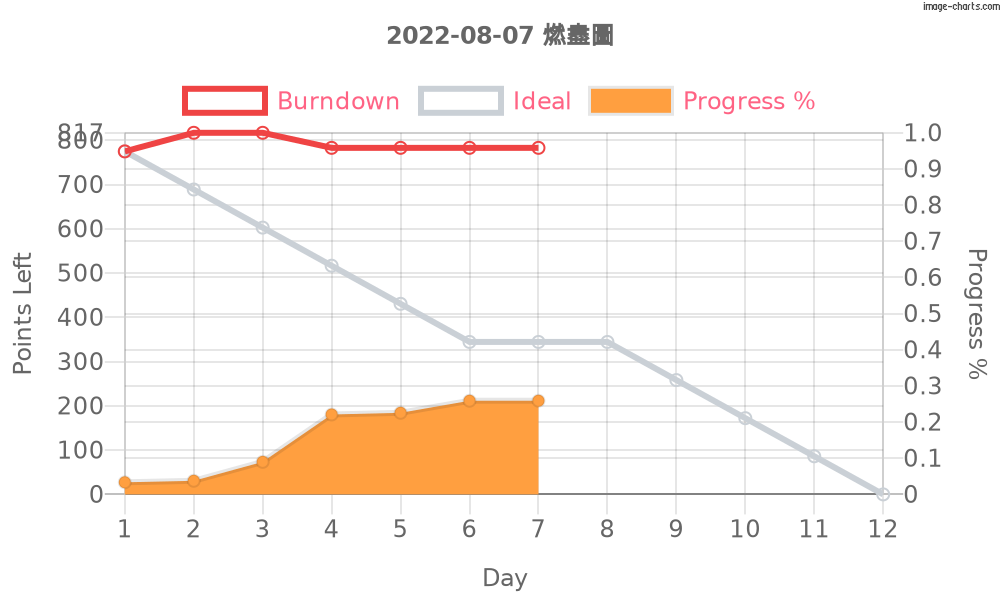 image-charts.com
2022-08-07 燃盡圖
Burndown Ideal Progress %
817 1.0
800
0.9
700
0.8
600
0.7
500
0.6
400
0.5
0.4
300
0.3
200
0.2
100
0.1
0 0
1 2 3 4 5 6 7 8 9 10 11 12
Points Left
Progress %
Day